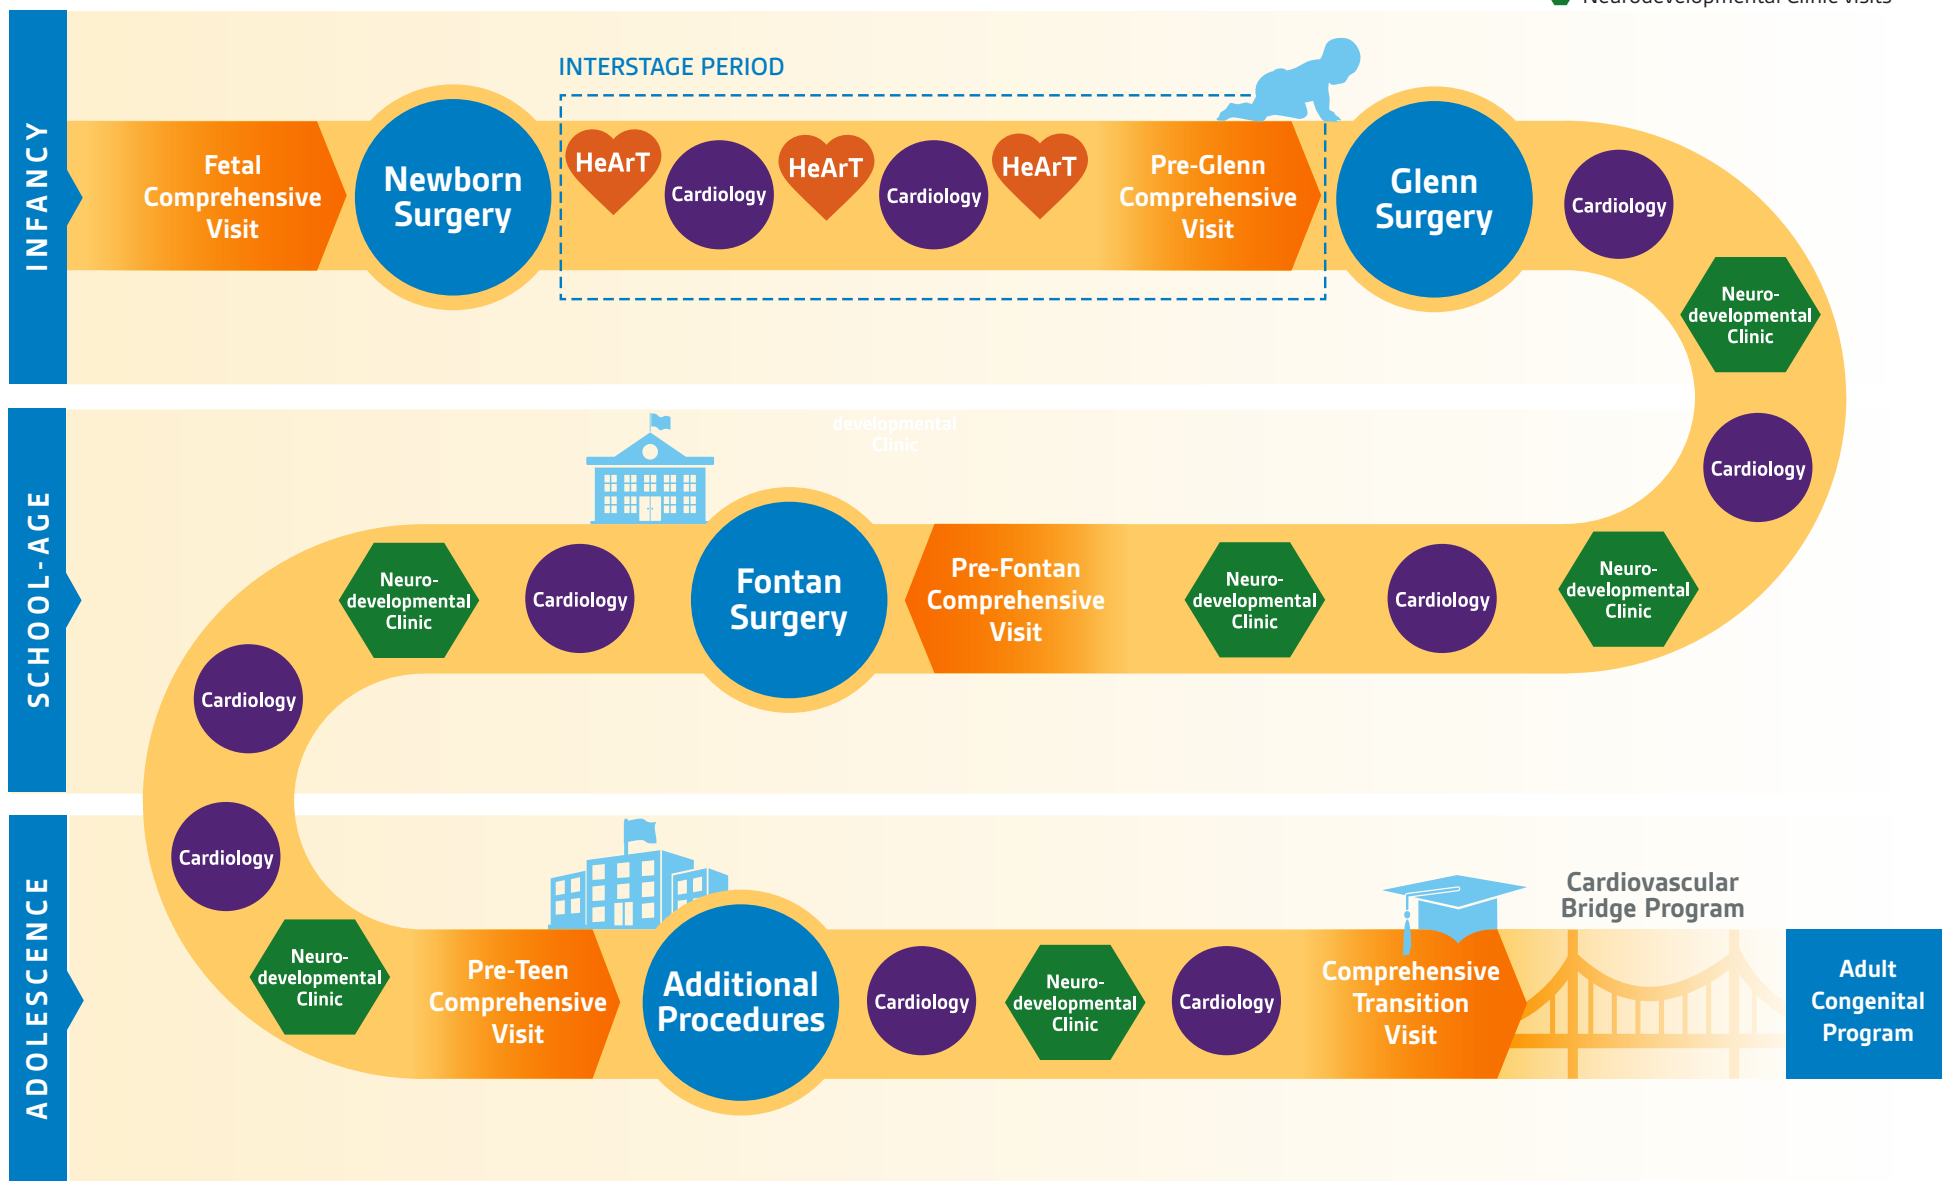 Neurodevelopmental Clinic visits
INFANCY
INTERSTAGE PERIOD
Fetal
Comprehensive
Visit
Newborn
Surgery
HeArT
Cardiology
HeArT
Cardiology
HeArT
Pre-Glenn
Comprehensive
Visit
Glenn
Surgery
Cardiology
Neuro-
developmental
Clinic
Cardiology
SCHOOL-AGE
developmental
Clinic
Neuro-
developmental
Clinic
Cardiology
Neuro-
developmental
Clinic
Pre-Fontan
Comprehensive
Visit
Fontan
Surgery
Cardiology
Neuro-
developmental
Clinic
Cardiology
ADOLESCENCE
Cardiology
Neuro-
developmental
Clinic
Pre-Teen
Comprehensive
Visit
Additional
Procedures
Cardiology
Neuro-
developmental
Clinic
Cardiology
Comprehensive
Transition
Visit
Cardiovascular
Bridge Program
Adult
Congenital
Program